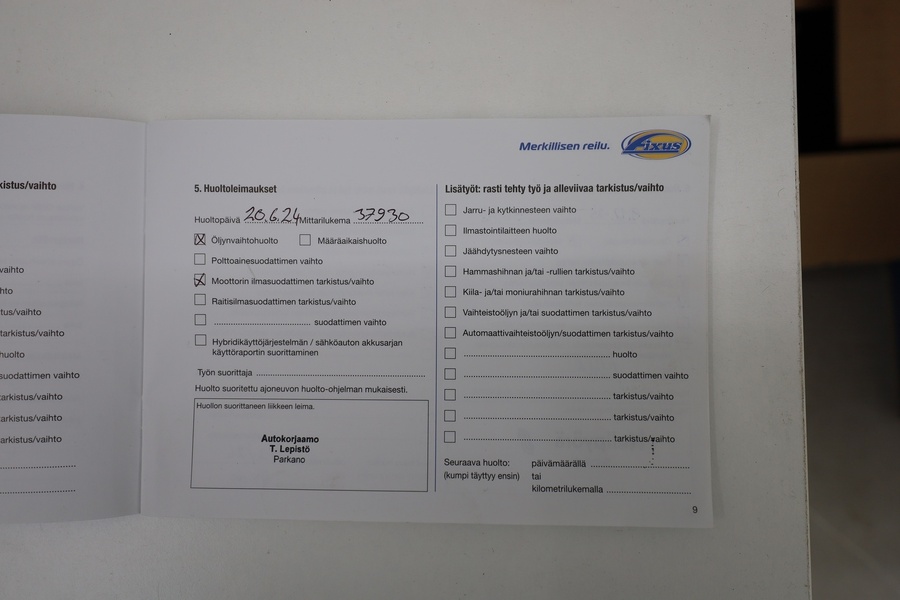 kistus/vaihto
vaihto
hto
tus/vaihto
tarkistus/vaihto
huolto
suodattimen vaihto
tarkistus/vaihto
tarkistus/vaihto
arkistus/vaihto
Merkillisen reilu. Fixus
5. Huoltoleimaukset
Huoltopäivä 20.6.24 Mittarilukema 37930
Öljynvaihtohuolto Määräaikaishuolto
Polttoainesuodattimen vaihto
Moottorin ilmasuodattimen tarkistus/vaihto
Raitisilmasuodattimen tarkistus/vaihto
suodattimen vaihto
Hybridikäyttöjärjestelmän / sähköauton akkusarjan
käyttöraportin suorittaminen
Työn suorittaja
Huolto suoritettu ajoneuvon huolto-ohjelman mukaisesti.
Huollon suorittaneen liikkeen leima.
Autokorjaamo
T. Lepistö
Parkano
Lisätyöt: rasti tehty työ ja alleviivaa tarkistus/vaihto
Jarru- ja kytkinnesteen vaihto
Ilmastointilaitteen huolto
Jäähdytysnesteen vaihto
Hammashihnan ja/tai -rullien tarkistus/vaihto
Kiila- ja/tai moniurahihnan tarkistus/vaihto
Vaihteistoöljyn ja/tai suodattimen tarkistus/vaihto
Automaattivaihteistoöljyn/suodattimen tarkistus/vaihto
huolto
suodattimen vaihto
tarkistus/vaihto
tarkistus/vaihto
tarkistus/vaihto
Seuraava huolto: päivämäärällä
(kumpi täyttyy ensin) tai
kilometrilukemalla
9